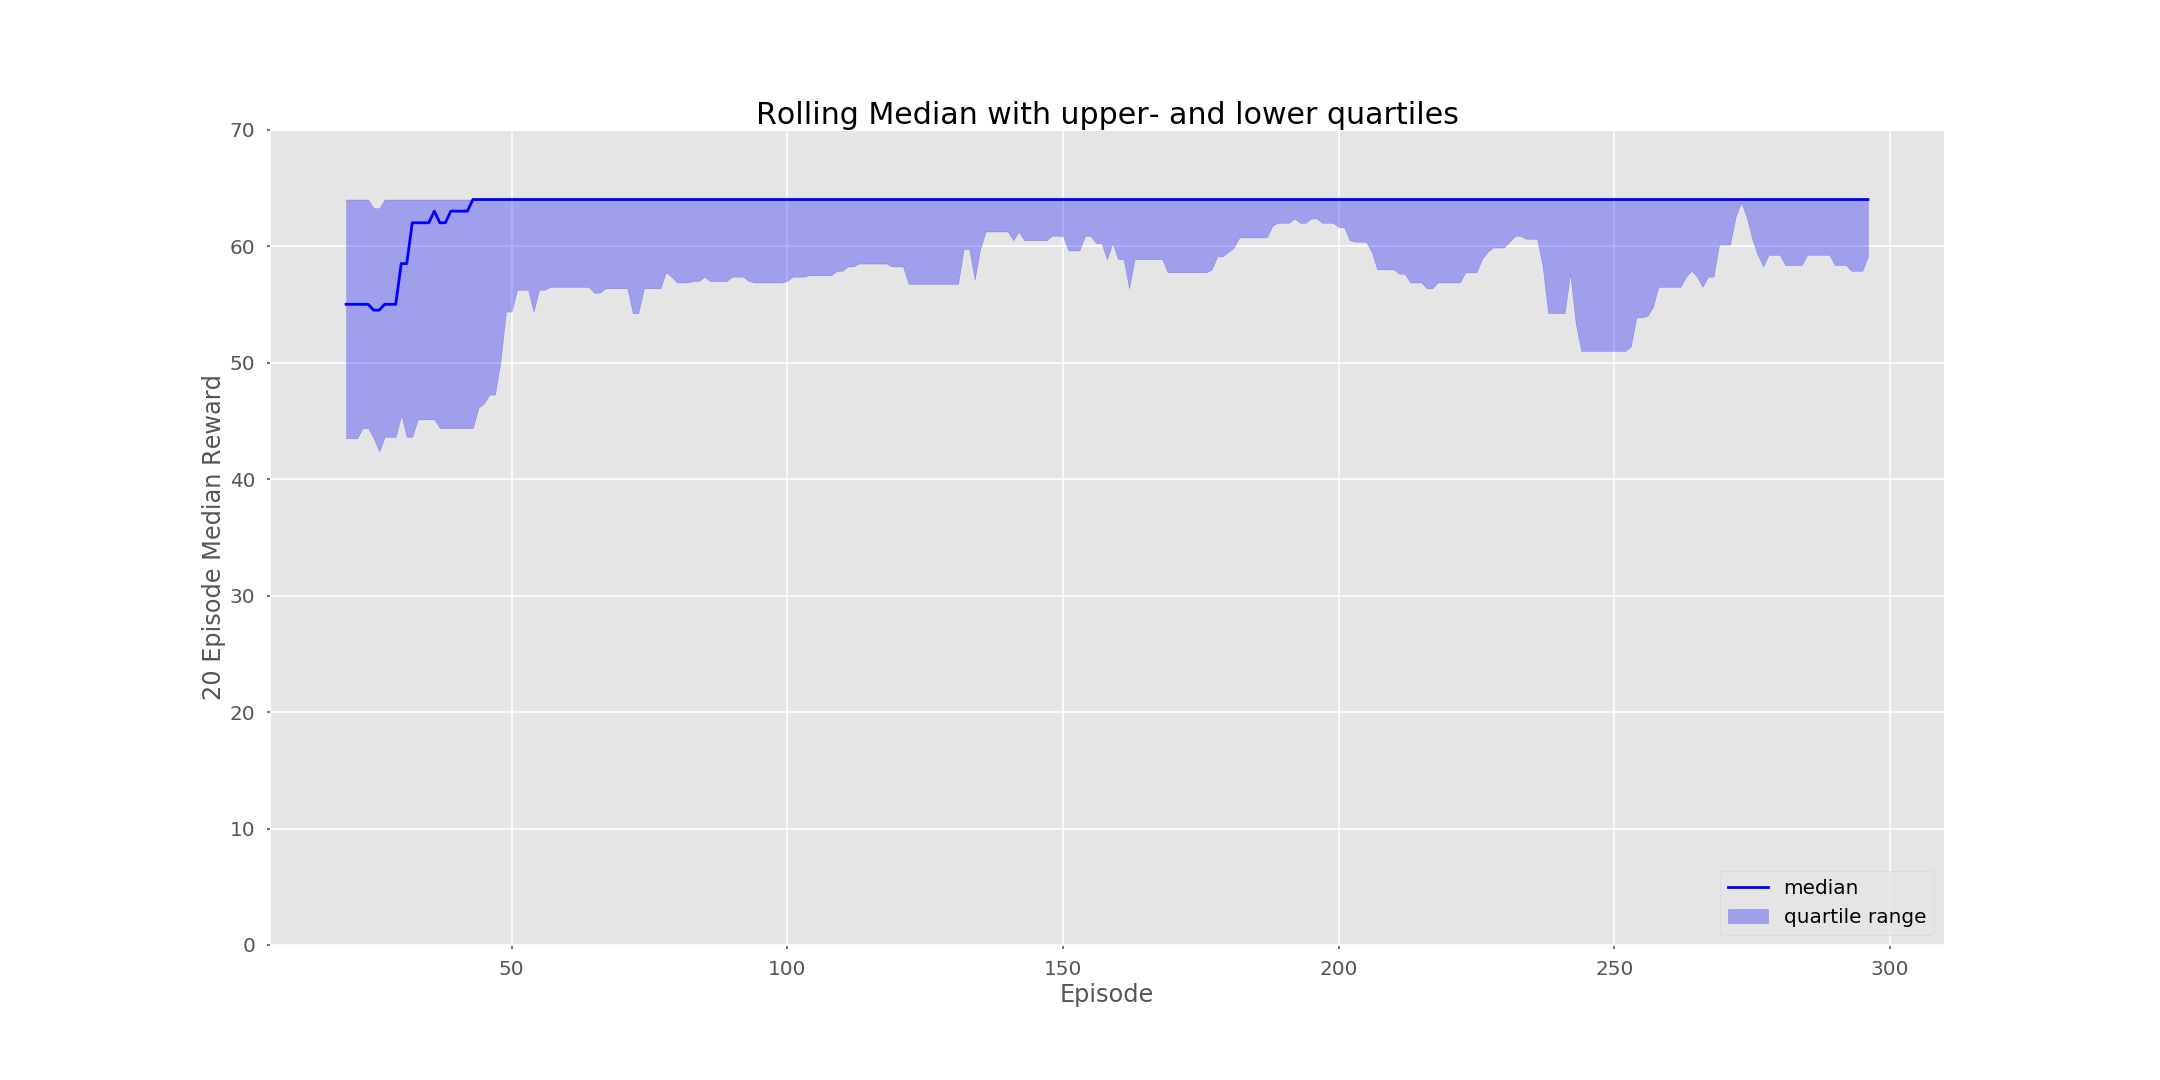 Rolling Median with upper- and lower quartiles
70
60
50
40
30
20
10
0
20 Episode Median Reward
50 100 150 200 250 300
Episode
median
quartile range